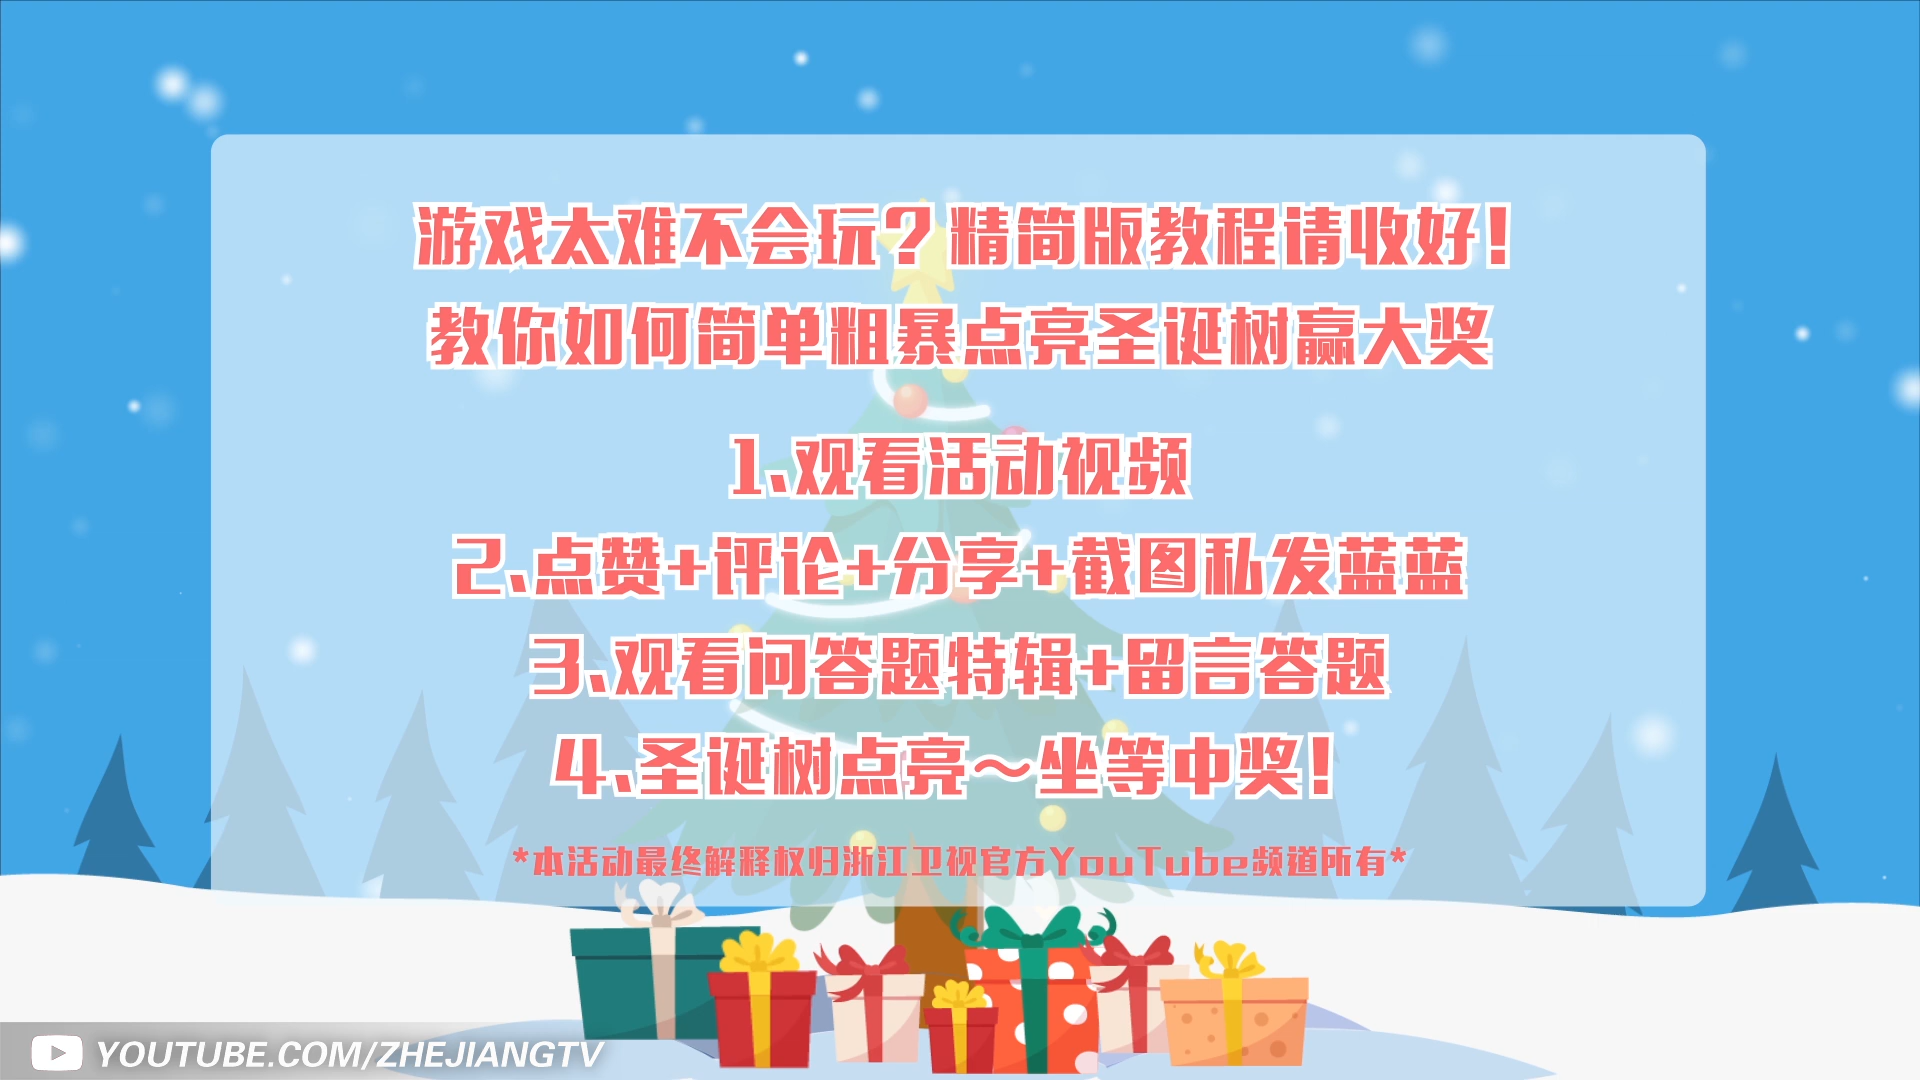 游戏太难不会玩?精简版教程请收好!
教你如何简单粗暴点亮圣诞树赢大奖
1、观看活动视频
2、点赞+评论+分享+截图私发蓝蓝
3、观看问答题特辑+留言答题
4、圣诞树点亮～坐等中奖!
*本活动最终解释权归浙江卫视官方YouTube频道所有*
YOUTUBE.COM/ZHEJIANGTV